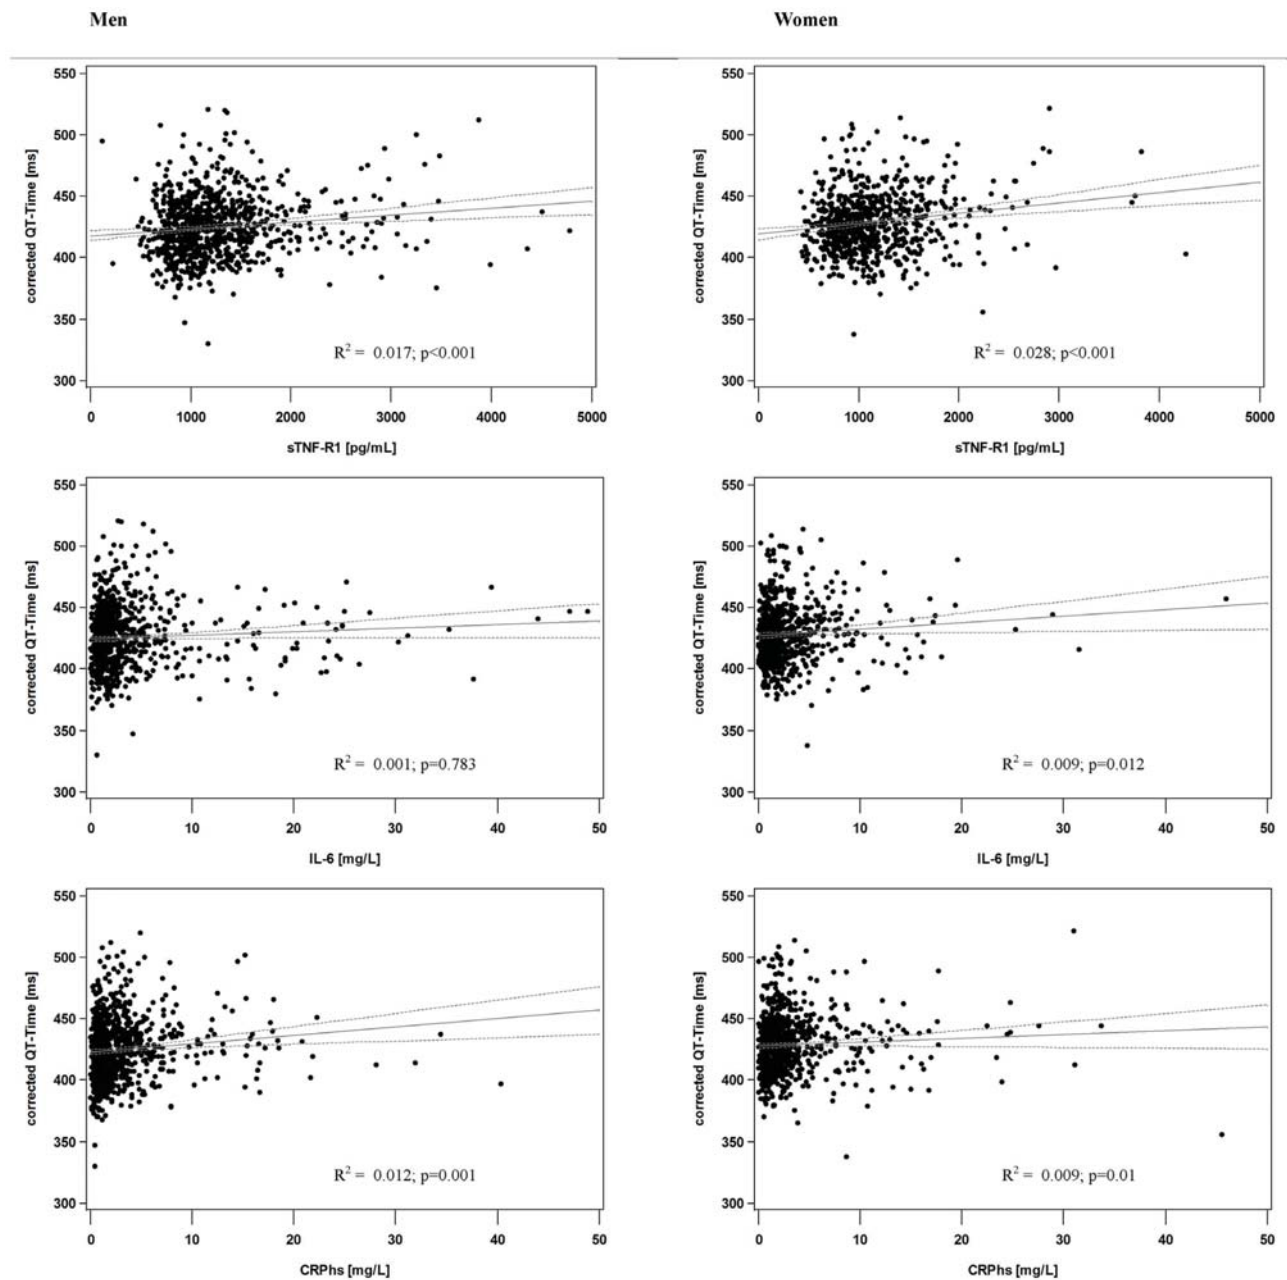 Men
Women
550
500
450
400
350
300
corrected QT-Time [ms]
R² = 0.017; p<0.001
0 1000 2000 3000 4000 5000
sTNF-R1 [pg/mL]
550
500
450
400
350
300
corrected QT-Time [ms]
R² = 0.028; p<0.001
0 1000 2000 3000 4000 5000
sTNF-R1 [pg/mL]
550
500
450
400
350
300
corrected QT-Time [ms]
R² = 0.001; p=0.783
0 10 20 30 40 50
IL-6 [mg/L]
550
500
450
400
350
300
corrected QT-Time [ms]
R² = 0.009; p=0.012
0 10 20 30 40 50
IL-6 [mg/L]
550
500
450
400
350
300
corrected QT-Time [ms]
R² = 0.012; p=0.001
0 10 20 30 40 50
CRPhs [mg/L]
550
500
450
400
350
300
corrected QT-Time [ms]
R² = 0.009; p=0.01
0 10 20 30 40 50
CRPhs [mg/L]